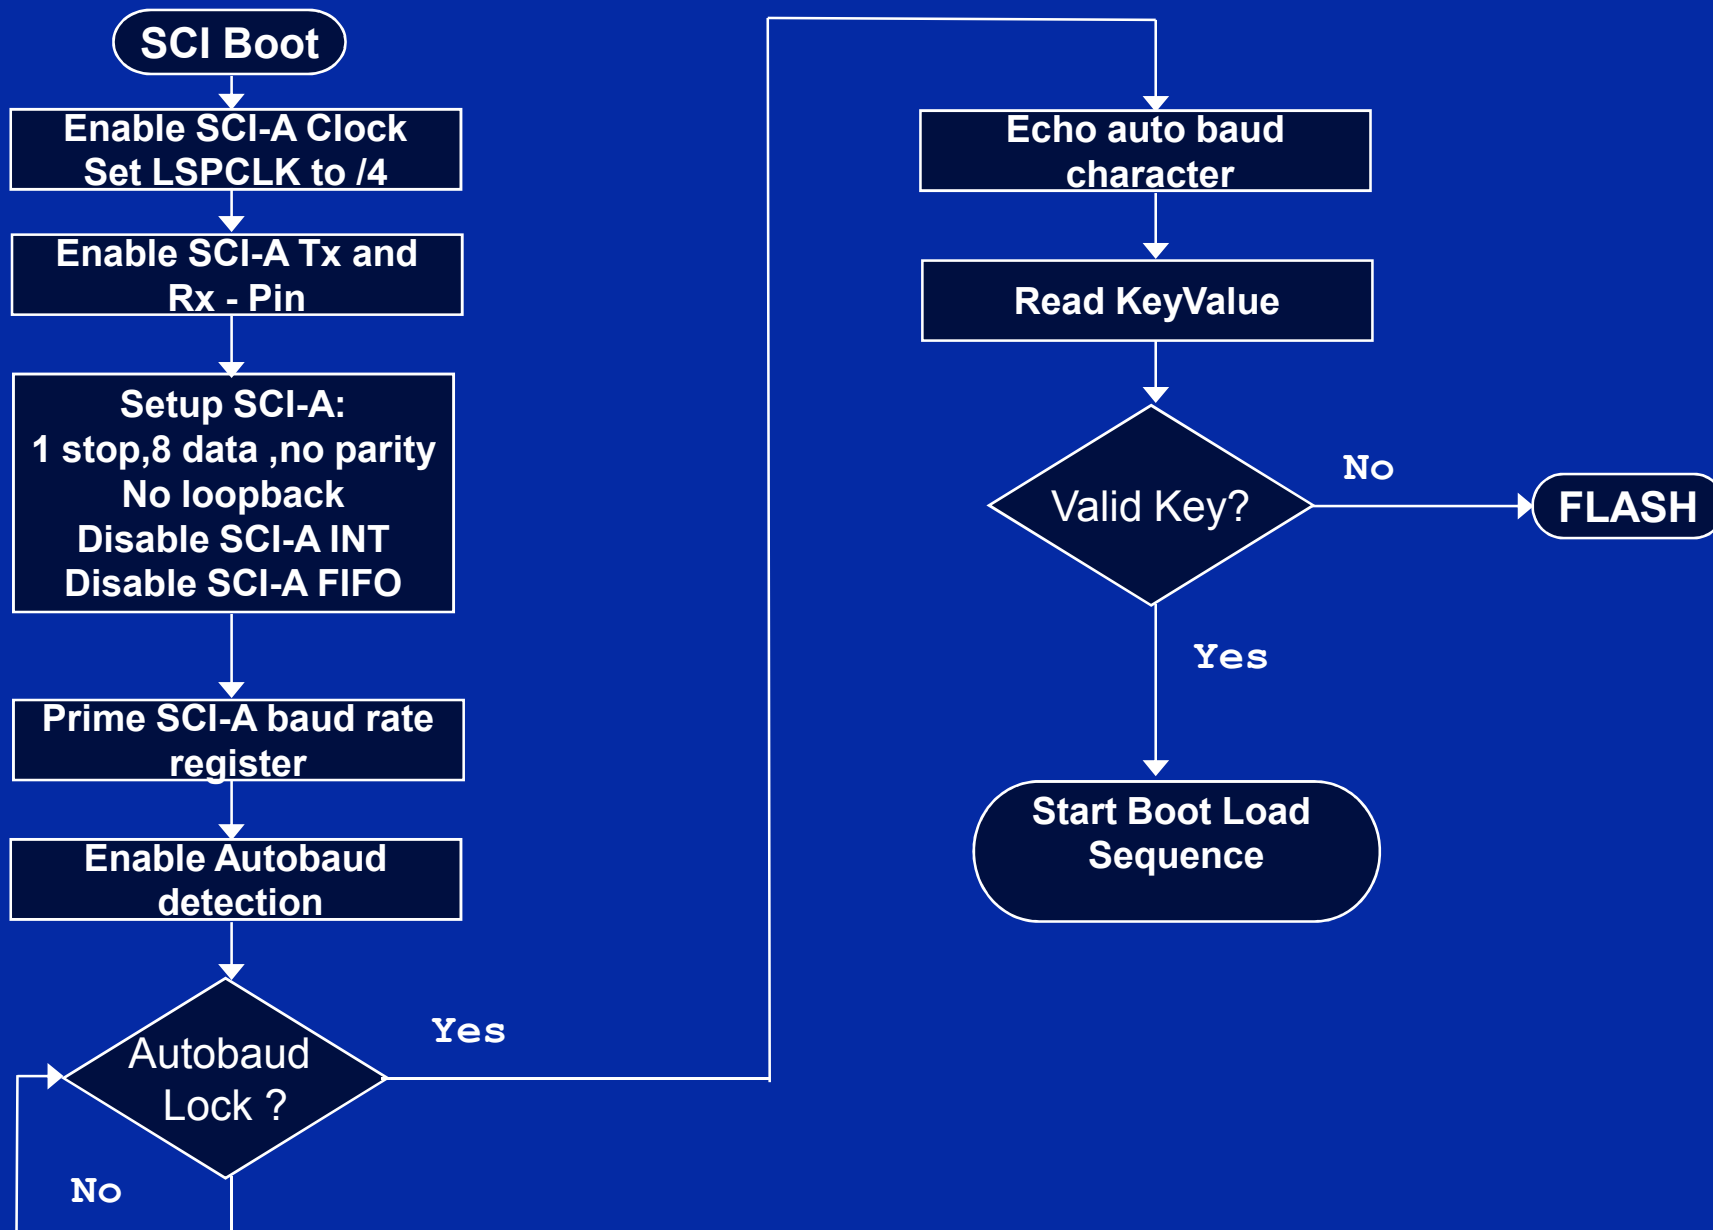 SCI Boot
Enable SCI-A Clock
Set LSPCLK to /4
Enable SCI-A Tx and
Rx - Pin
Setup SCI-A:
1 stop,8 data ,no parity
No loopback
Disable SCI-A INT
Disable SCI-A FIFO
Prime SCI-A baud rate
register
Enable Autobaud
detection
Autobaud
Lock ?
Yes
No
Echo auto baud
character
Read KeyValue
Valid Key?
No
FLASH
Yes
Start Boot Load
Sequence